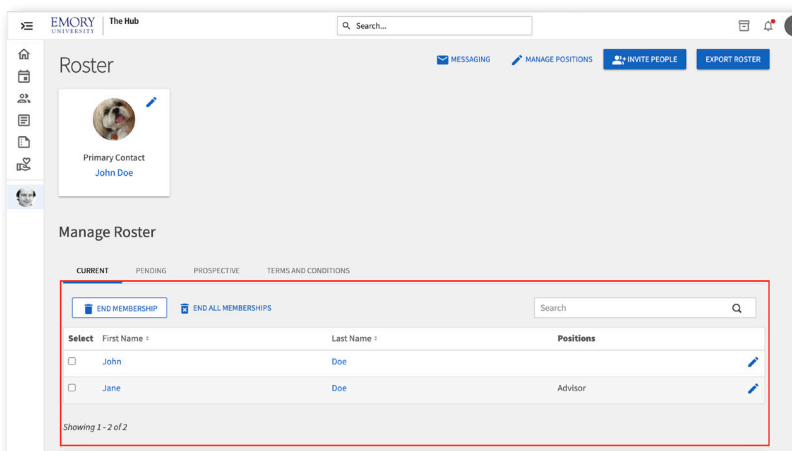 EMORY UNIVERSITY The Hub Search...
Roster MESSAGING MANAGE POSITIONS INVITE PEOPLE EXPORT ROSTER
Primary Contact
John Doe
Manage Roster
CURRENT PENDING PROSPECTIVE TERMS AND CONDITIONS
END MEMBERSHIP END ALL MEMBERSHIPS Search
Select First Name Last Name Positions
John Doe
Jane Doe Advisor
Showing 1 - 2 of 2